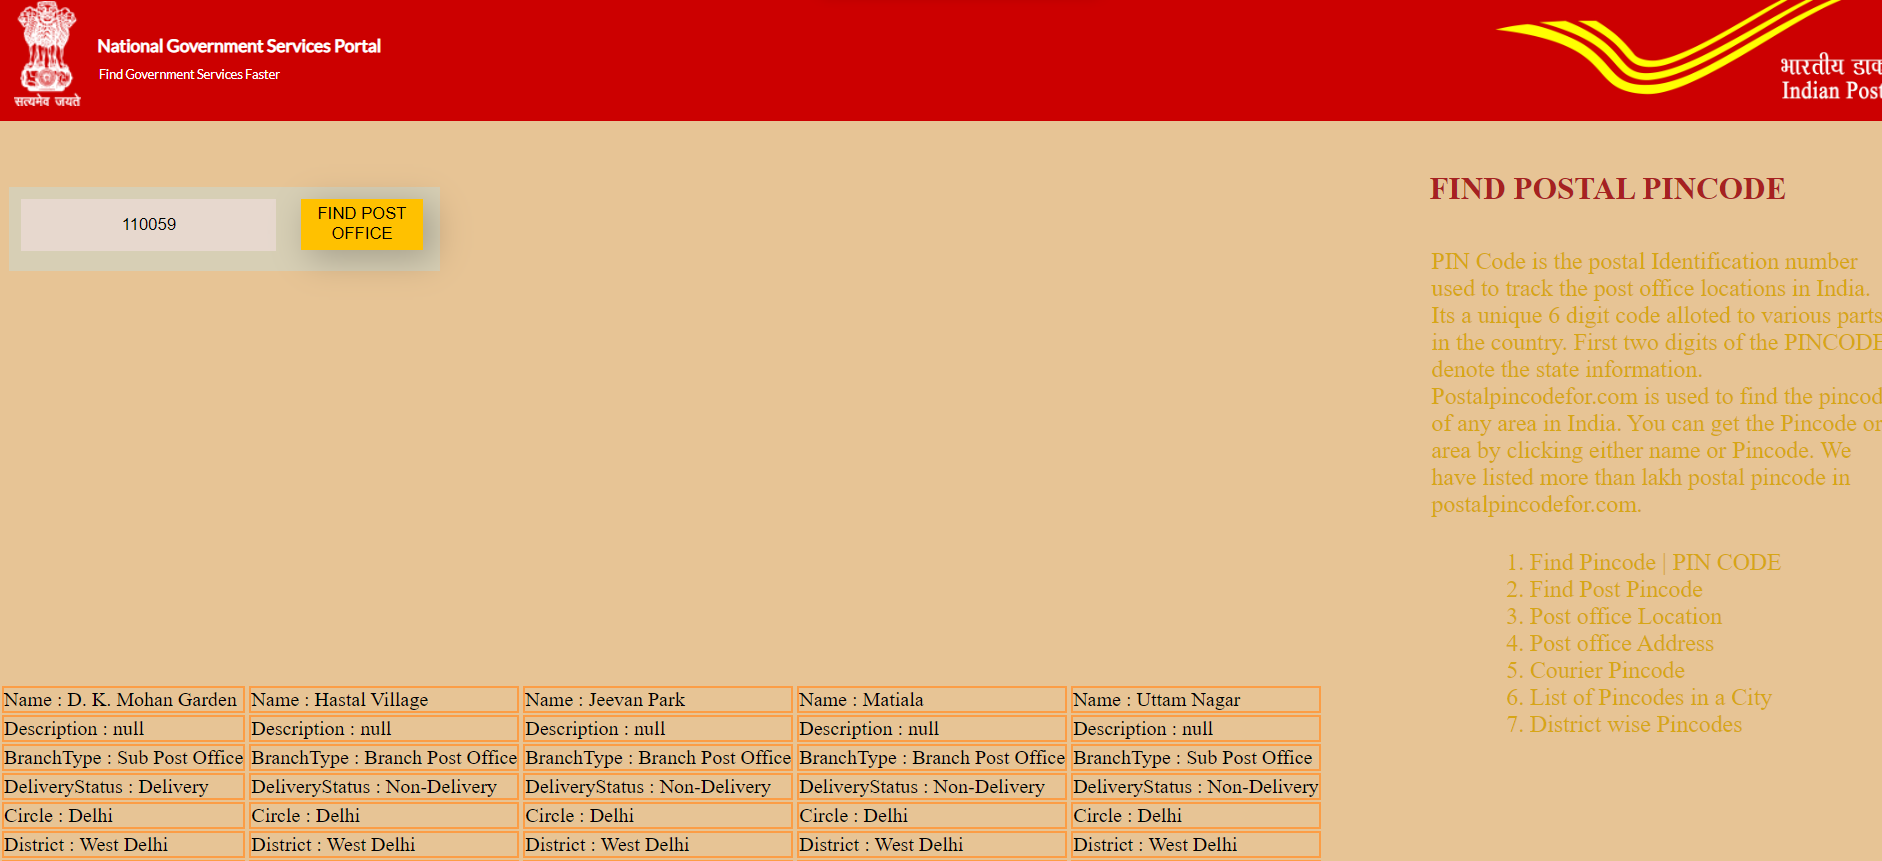 सत्यमेव जयते
National Government Services Portal
Find Government Services Faster
भारतीय डाक
Indian Post
110059
FIND POST
OFFICE
FIND POSTAL PINCODE
PIN Code is the postal Identification number
used to track the post office locations in India.
Its a unique 6 digit code alloted to various parts
in the country. First two digits of the PINCODE
denote the state information.
Postalpincodefor.com is used to find the pincod
of any area in India. You can get the Pincode or
area by clicking either name or Pincode. We
have listed more than lakh postal pincode in
postalpincodefor.com.
1. Find Pincode | PIN CODE
2. Find Post Pincode
3. Post office Location
4. Post office Address
5. Courier Pincode
6. List of Pincodes in a City
7. District wise Pincodes
Name : D. K. Mohan Garden Name : Hastal Village Name : Jeevan Park Name : Matiala Name : Uttam Nagar
Description : null Description : null Description : null Description : null Description : null
BranchType : Sub Post Office BranchType : Branch Post Office BranchType : Branch Post Office BranchType : Branch Post Office BranchType : Sub Post Office
DeliveryStatus : Delivery DeliveryStatus : Non-Delivery DeliveryStatus : Non-Delivery DeliveryStatus : Non-Delivery DeliveryStatus : Non-Delivery
Circle : Delhi Circle : Delhi Circle : Delhi Circle : Delhi Circle : Delhi
District : West Delhi District : West Delhi District : West Delhi District : West Delhi District : West Delhi